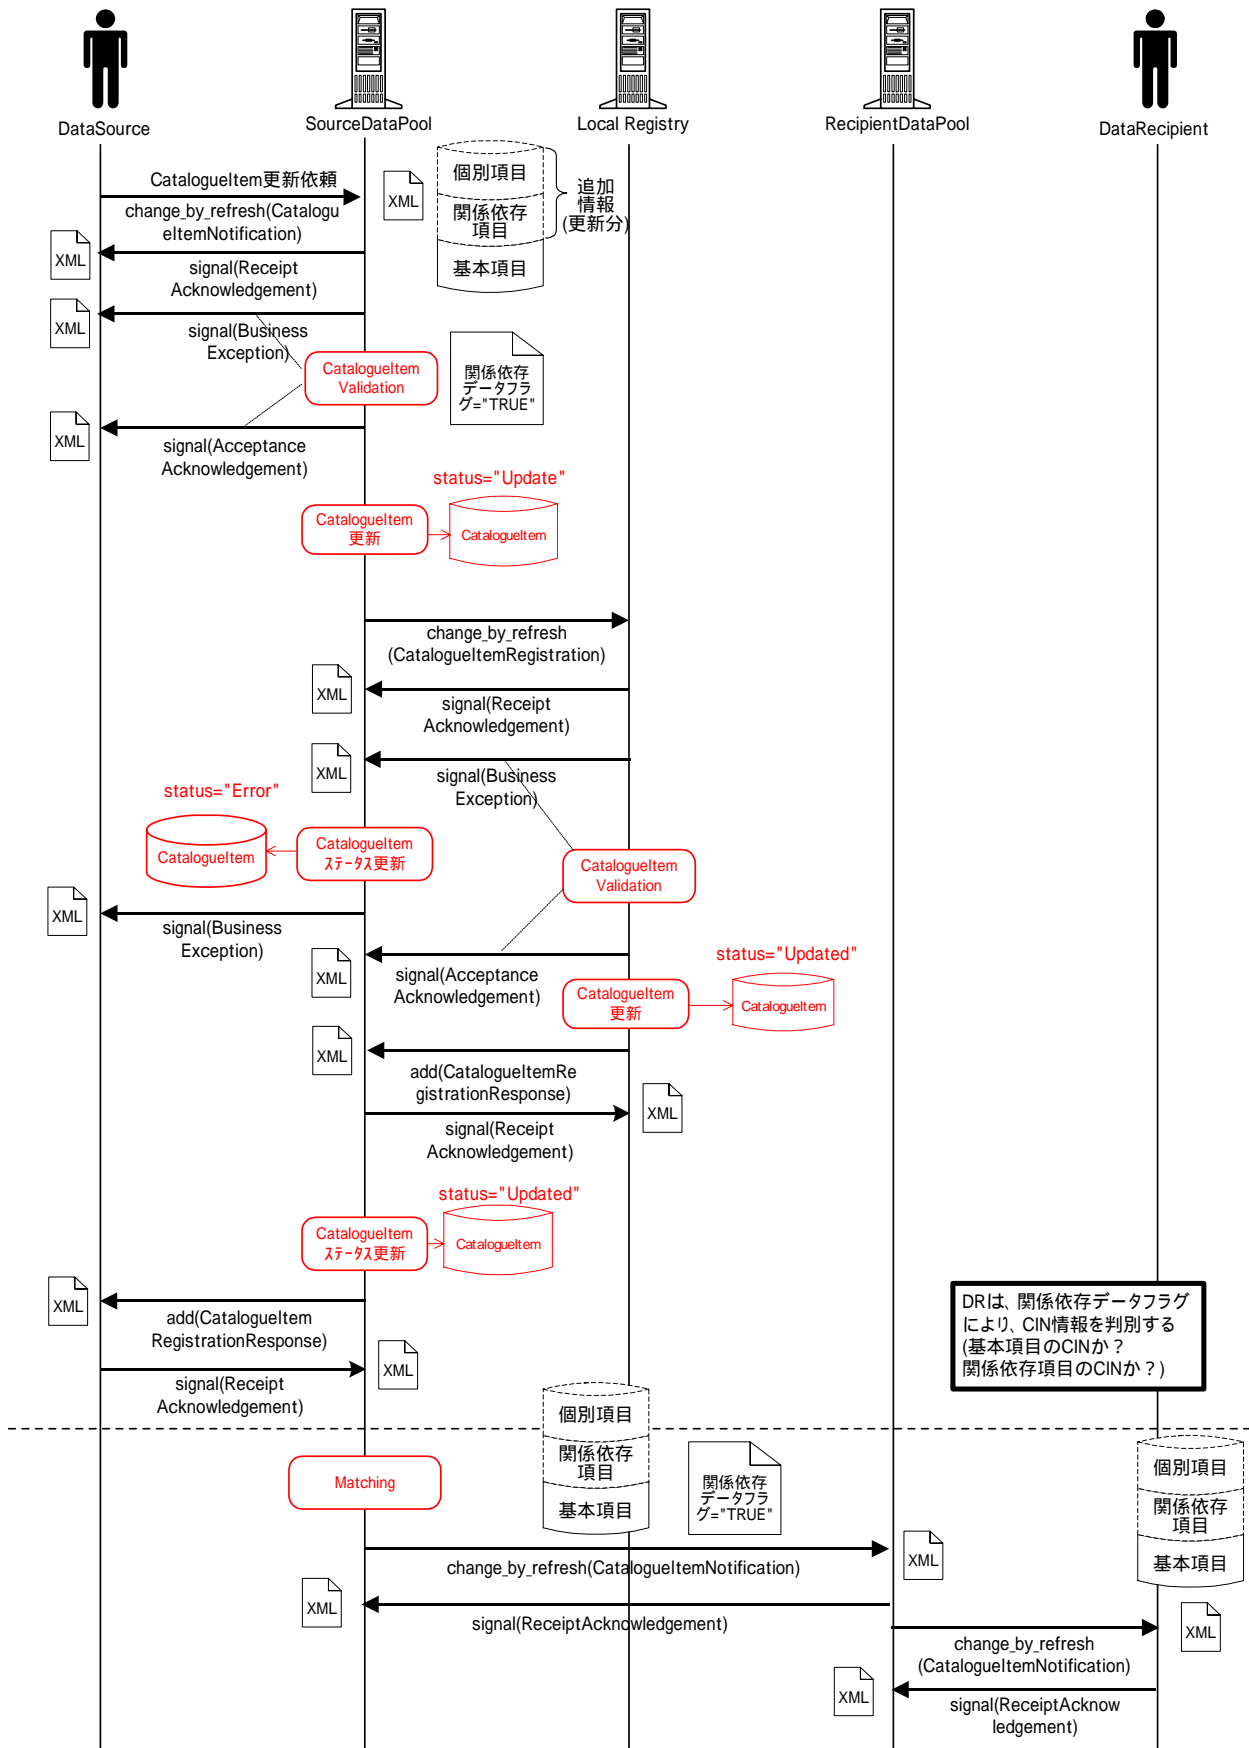 DataSource
SourceDataPool
Local Registry
RecipientDataPool
DataRecipient
CatalogueItem更新依頼
change_by_refresh(Catalogu
eItemNotification)
XML
個別項目
関係依存
項目
基本項目
追加
情報
(更新分)
XML
signal(Receipt
Acknowledgement)
XML
signal(Business
Exception)
CatalogueItem
Validation
関係依存
データフラ
グ="TRUE"
XML
signal(Acceptance
Acknowledgement)
status="Update"
CatalogueItem
更新
CatalogueItem
change_by_refresh
(CatalogueItemRegistration)
XML
signal(Receipt
Acknowledgement)
XML
signal(Business
Exception)
status="Error"
CatalogueItem
CatalogueItem
ｽﾃｰﾀｽ更新
CatalogueItem
Validation
XML
signal(Business
Exception)
XML
signal(Acceptance
Acknowledgement)
status="Updated"
CatalogueItem
更新
CatalogueItem
XML
add(CatalogueItemRe
gistrationResponse)
XML
signal(Receipt
Acknowledgement)
status="Updated"
CatalogueItem
ｽﾃｰﾀｽ更新
CatalogueItem
XML
add(CatalogueItem
RegistrationResponse)
XML
signal(Receipt
Acknowledgement)
DRは、関係依存データフラグ
により、CIN情報を判別する
(基本項目のCINか？
関係依存項目のCINか？)
個別項目
関係依存
項目
基本項目
Matching
関係依存
データフラ
グ="TRUE"
個別項目
関係依存
項目
基本項目
XML
change_by_refresh(CatalogueItemNotification)
XML
signal(ReceiptAcknowledgement)
XML
change_by_refresh
(CatalogueItemNotification)
XML
signal(ReceiptAcknow
ledgement)